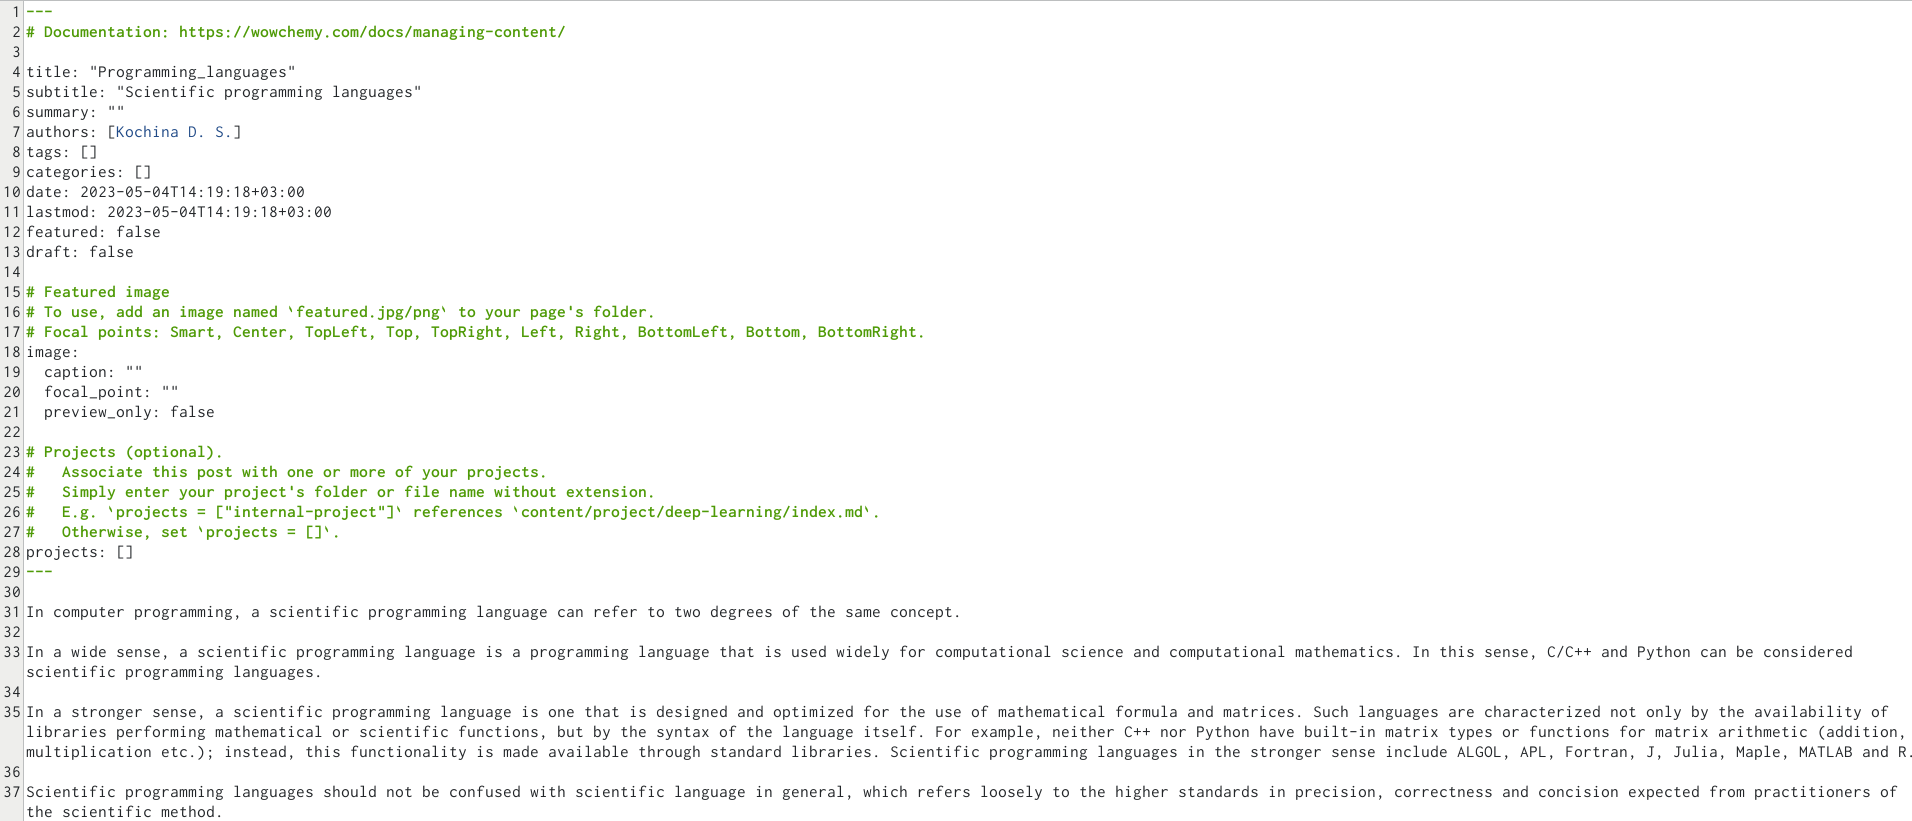 1 ---
2 # Documentation: https://wowchemy.com/docs/managing-content/
3
4 title: "Programming_languages"
5 subtitle: "Scientific programming languages"
6 summary: ""
7 authors: [Kochina D. S.]
8 tags: []
9 categories: []
10 date: 2023-05-04T14:19:18+03:00
11 lastmod: 2023-05-04T14:19:18+03:00
12 featured: false
13 draft: false
14
15 # Featured image
16 # To use, add an image named `featured.jpg/png` to your page's folder.
17 # Focal points: Smart, Center, TopLeft, Top, TopRight, Left, Right, BottomLeft, Bottom, BottomRight.
18 image:
19   caption: ""
20   focal_point: ""
21   preview_only: false
22
23 # Projects (optional).
24 #   Associate this post with one or more of your projects.
25 #   Simply enter your project's folder or file name without extension.
26 #   E.g. `projects = ["internal-project"]` references `content/project/deep-learning/index.md`.
27 #   Otherwise, set `projects = []`.
28 projects: []
29 ---
30
31 In computer programming, a scientific programming language can refer to two degrees of the same concept.
32
33 In a wide sense, a scientific programming language is a programming language that is used widely for computational science and computational mathematics. In this sense, C/C++ and Python can be considered
scientific programming languages.
34
35 In a stronger sense, a scientific programming language is one that is designed and optimized for the use of mathematical formula and matrices. Such languages are characterized not only by the availability of
libraries performing mathematical or scientific functions, but by the syntax of the language itself. For example, neither C++ nor Python have built-in matrix types or functions for matrix arithmetic (addition,
multiplication etc.); instead, this functionality is made available through standard libraries. Scientific programming languages in the stronger sense include ALGOL, APL, Fortran, J, Julia, Maple, MATLAB and R.
36
37 Scientific programming languages should not be confused with scientific language in general, which refers loosely to the higher standards in precision, correctness and concision expected from practitioners of
the scientific method.